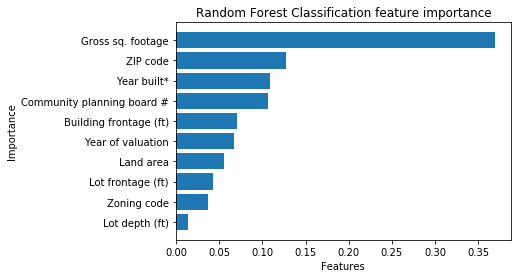 Random Forest Classification feature importance
Gross sq. footage
ZIP code
Year built*
Community planning board #
Building frontage (ft)
Year of valuation
Land area
Lot frontage (ft)
Zoning code
Lot depth (ft)
Importance
0.00 0.05 0.10 0.15 0.20 0.25 0.30 0.35
Features